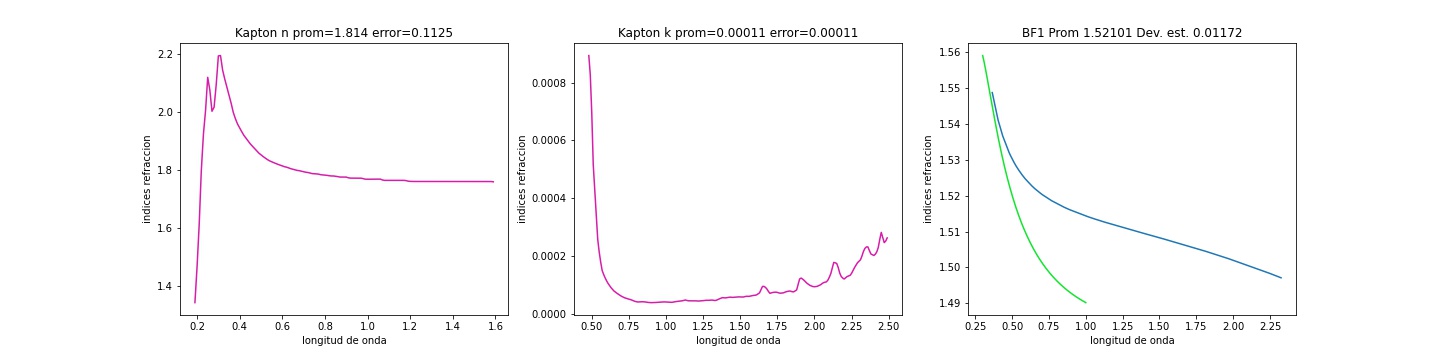 Kapton n prom=1.814 error=0.1125
indices refraccion
2.2
2.0
1.8
1.6
1.4
0.2 0.4 0.6 0.8 1.0 1.2 1.4 1.6
longitud de onda
Kapton k prom=0.00011 error=0.00011
indices refraccion
0.0008
0.0006
0.0004
0.0002
0.0000
0.50 0.75 1.00 1.25 1.50 1.75 2.00 2.25 2.50
longitud de onda
BF1 Prom 1.52101 Dev. est. 0.01172
indices refraccion
1.56
1.55
1.54
1.53
1.52
1.51
1.50
1.49
0.25 0.50 0.75 1.00 1.25 1.50 1.75 2.00 2.25
longitud de onda